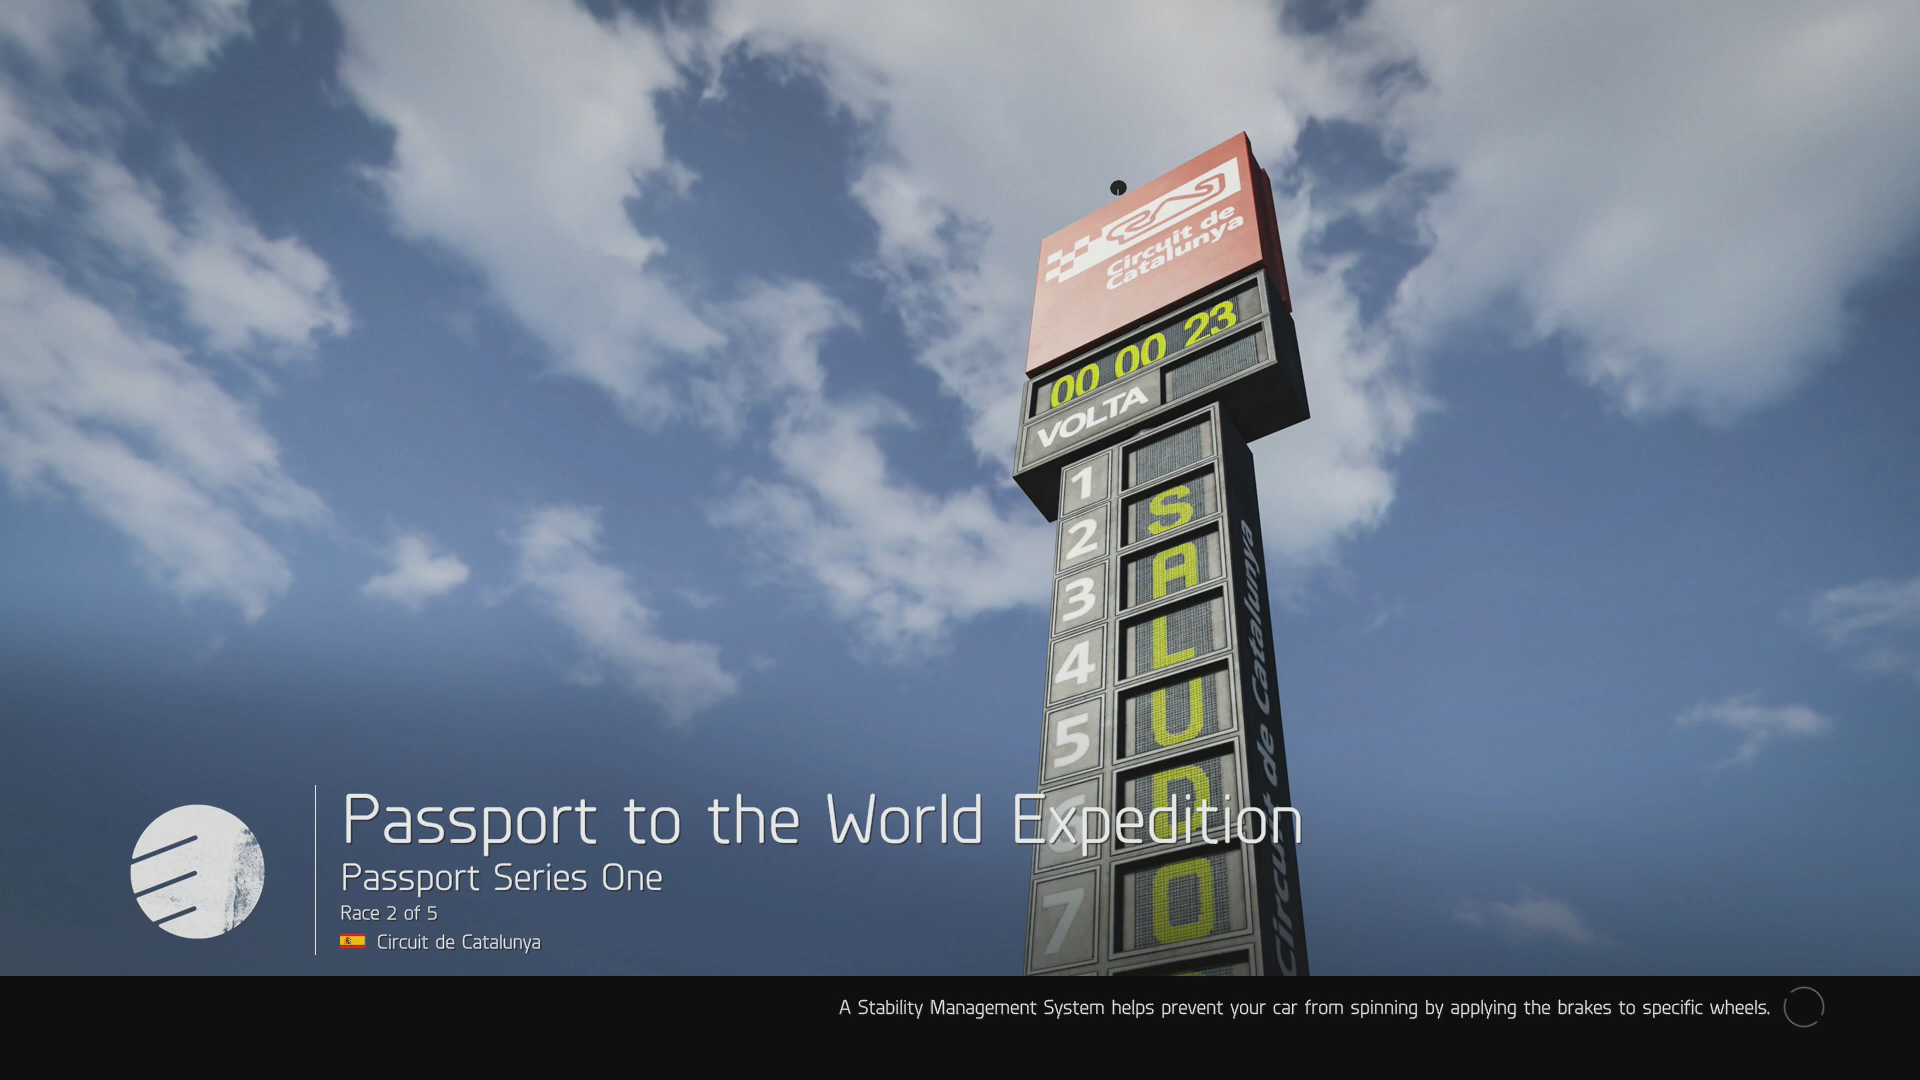 Circuit de
Catalunya
00 00 23
VOLTA
1
2 S
3 A
4 L
5 U
6 D
7 O
Circuit de Catalunya
Passport to the World Expedition
Passport Series One
Race 2 of 5
Circuit de Catalunya
A Stability Management System helps prevent your car from spinning by applying the brakes to specific wheels.